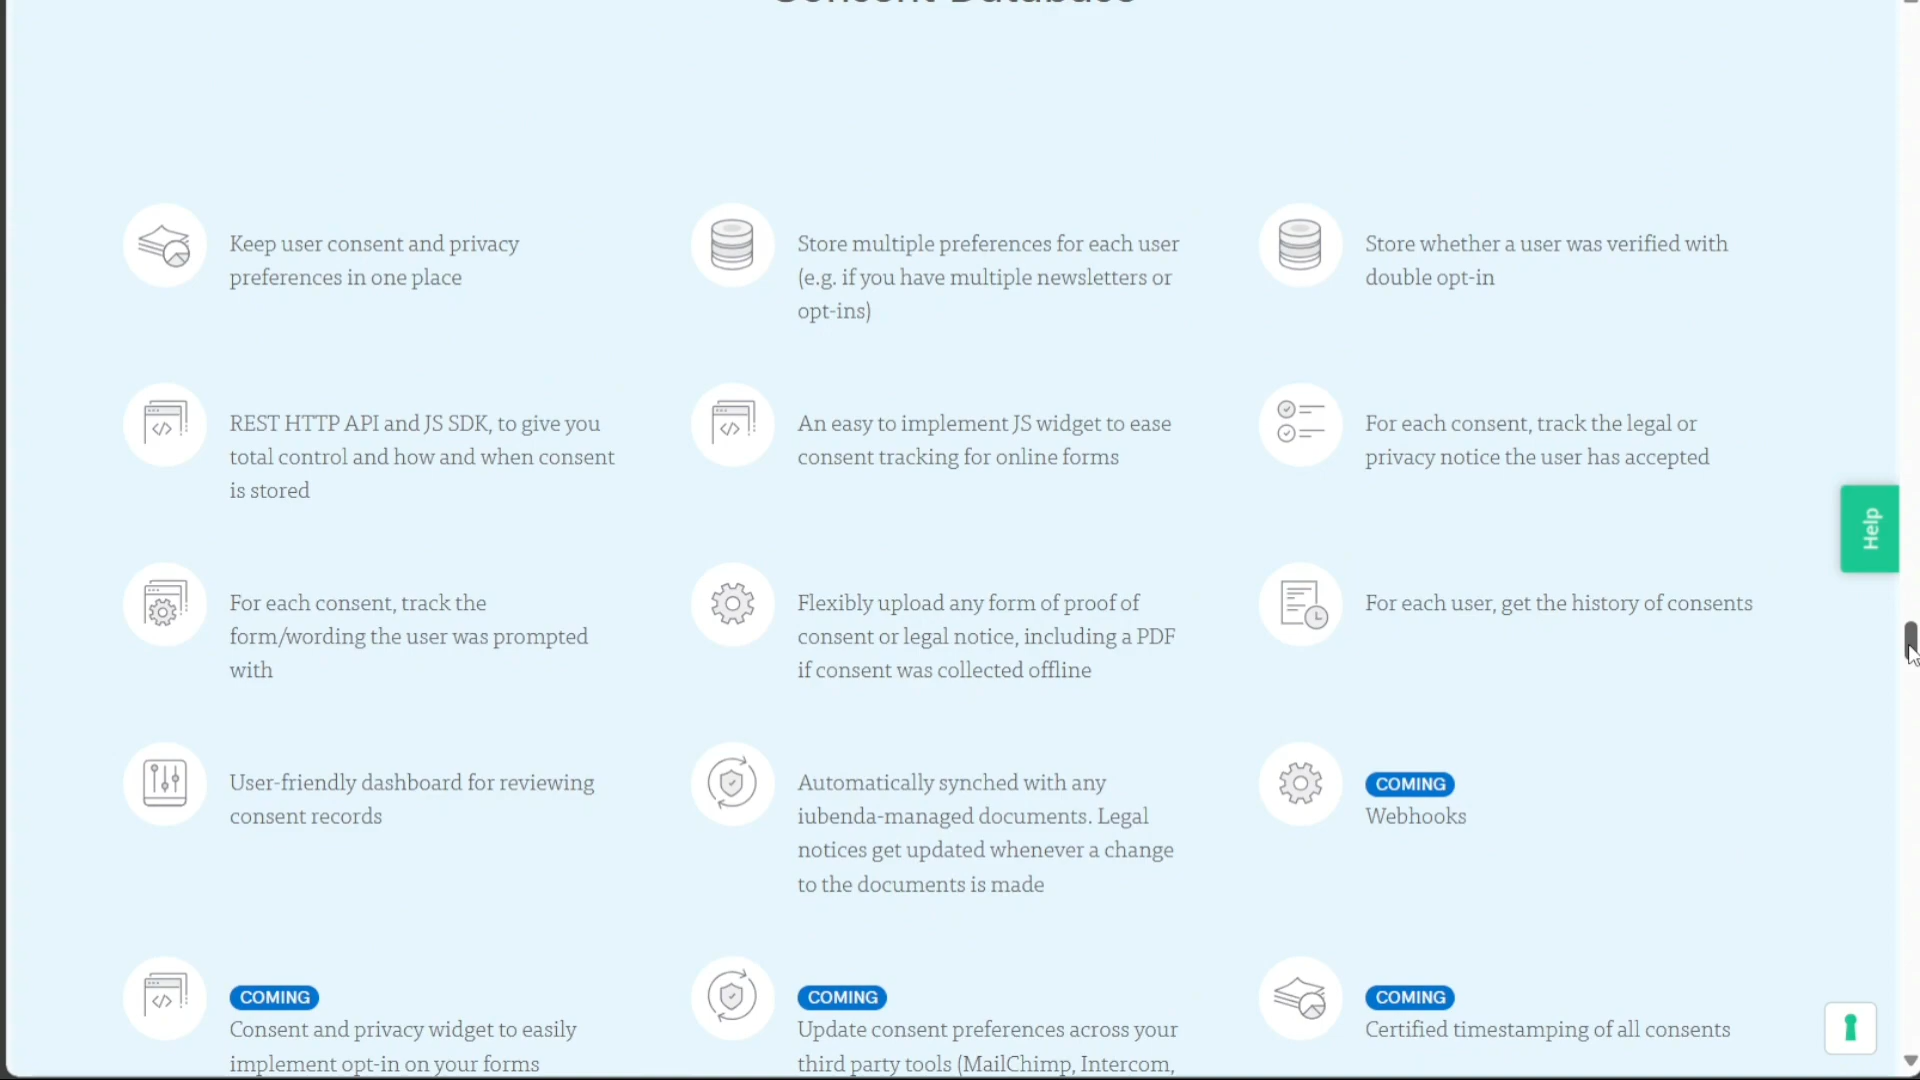 Consent Database
Keep user consent and privacy
preferences in one place
Store multiple preferences for each user
(e.g. if you have multiple newsletters or
opt-ins)
Store whether a user was verified with
double opt-in
REST HTTP API and JS SDK, to give you
total control and how and when consent
is stored
An easy to implement JS widget to ease
consent tracking for online forms
For each consent, track the legal or
privacy notice the user has accepted
Help
For each consent, track the
form/wording the user was prompted
with
Flexibly upload any form of proof of
consent or legal notice, including a PDF
if consent was collected offline
For each user, get the history of consents
User-friendly dashboard for reviewing
consent records
Automatically synched with any
iubenda-managed documents. Legal
notices get updated whenever a change
to the documents is made
COMING
Webhooks
COMING
Consent and privacy widget to easily
implement opt-in on your forms
COMING
Update consent preferences across your
third party tools (MailChimp, Intercom,
COMING
Certified timestamping of all consents